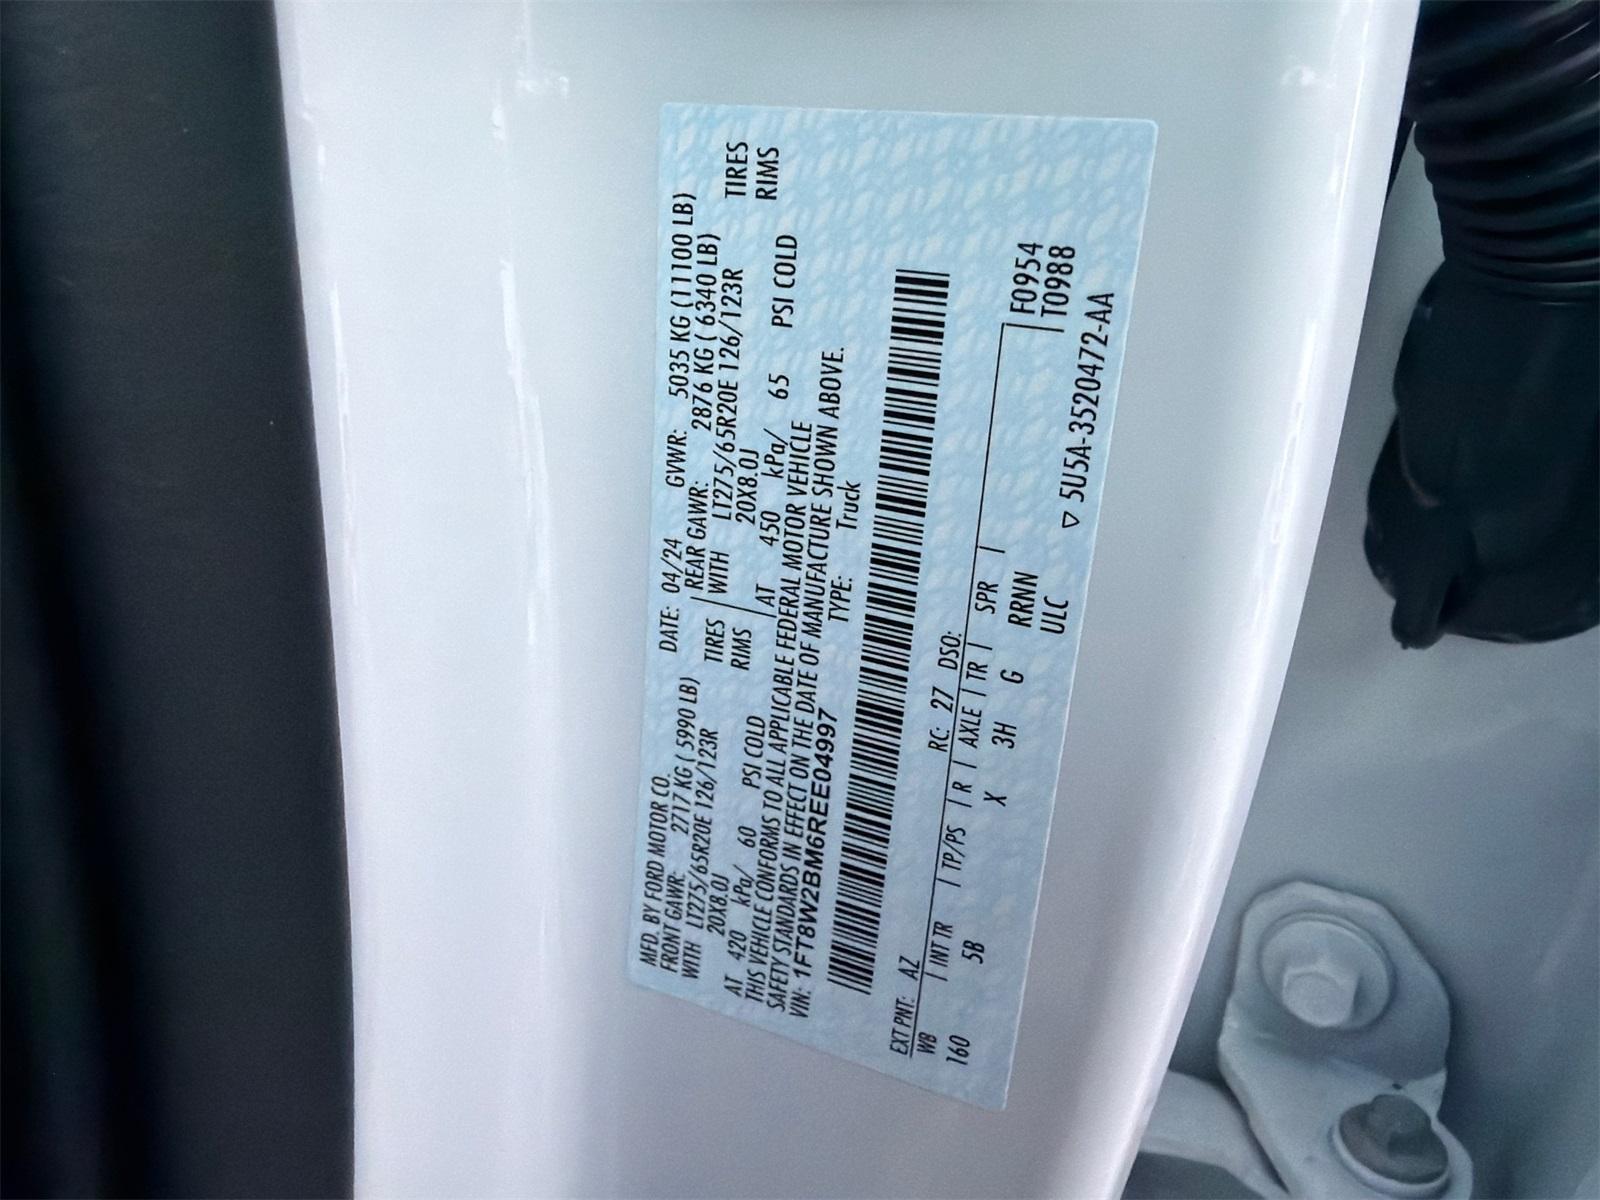 MFD. BY FORD MOTOR CO.
DATE: 04/24 GVWR: 5035 KG (11100 LB)
FRONT GAWR: 2717 KG ( 5990 LB)
REAR GAWR: 2876 KG ( 6340 LB)
WITH LT275/65R20E 126/123R TIRES
WITH LT275/65R20E 126/123R TIRES
20X8.0J RIMS
20X8.0J RIMS
AT 420 kPa/ 60 PSI COLD
AT 450 kPa/ 65 PSI COLD
THIS VEHICLE CONFORMS TO ALL APPLICABLE FEDERAL MOTOR VEHICLE
SAFETY STANDARDS IN EFFECT ON THE DATE OF MANUFACTURE SHOWN ABOVE.
VIN: 1FT8W2BM6REE04997 TYPE: Truck
EXT PNT: AZ RC: 27 DSO:
WB | INT TR | TP/PS | R | AXLE | TR | SPR | F0954
160 5B X 3H G RRNN T0988
ULC ▽ 5U5A-3520472-AA